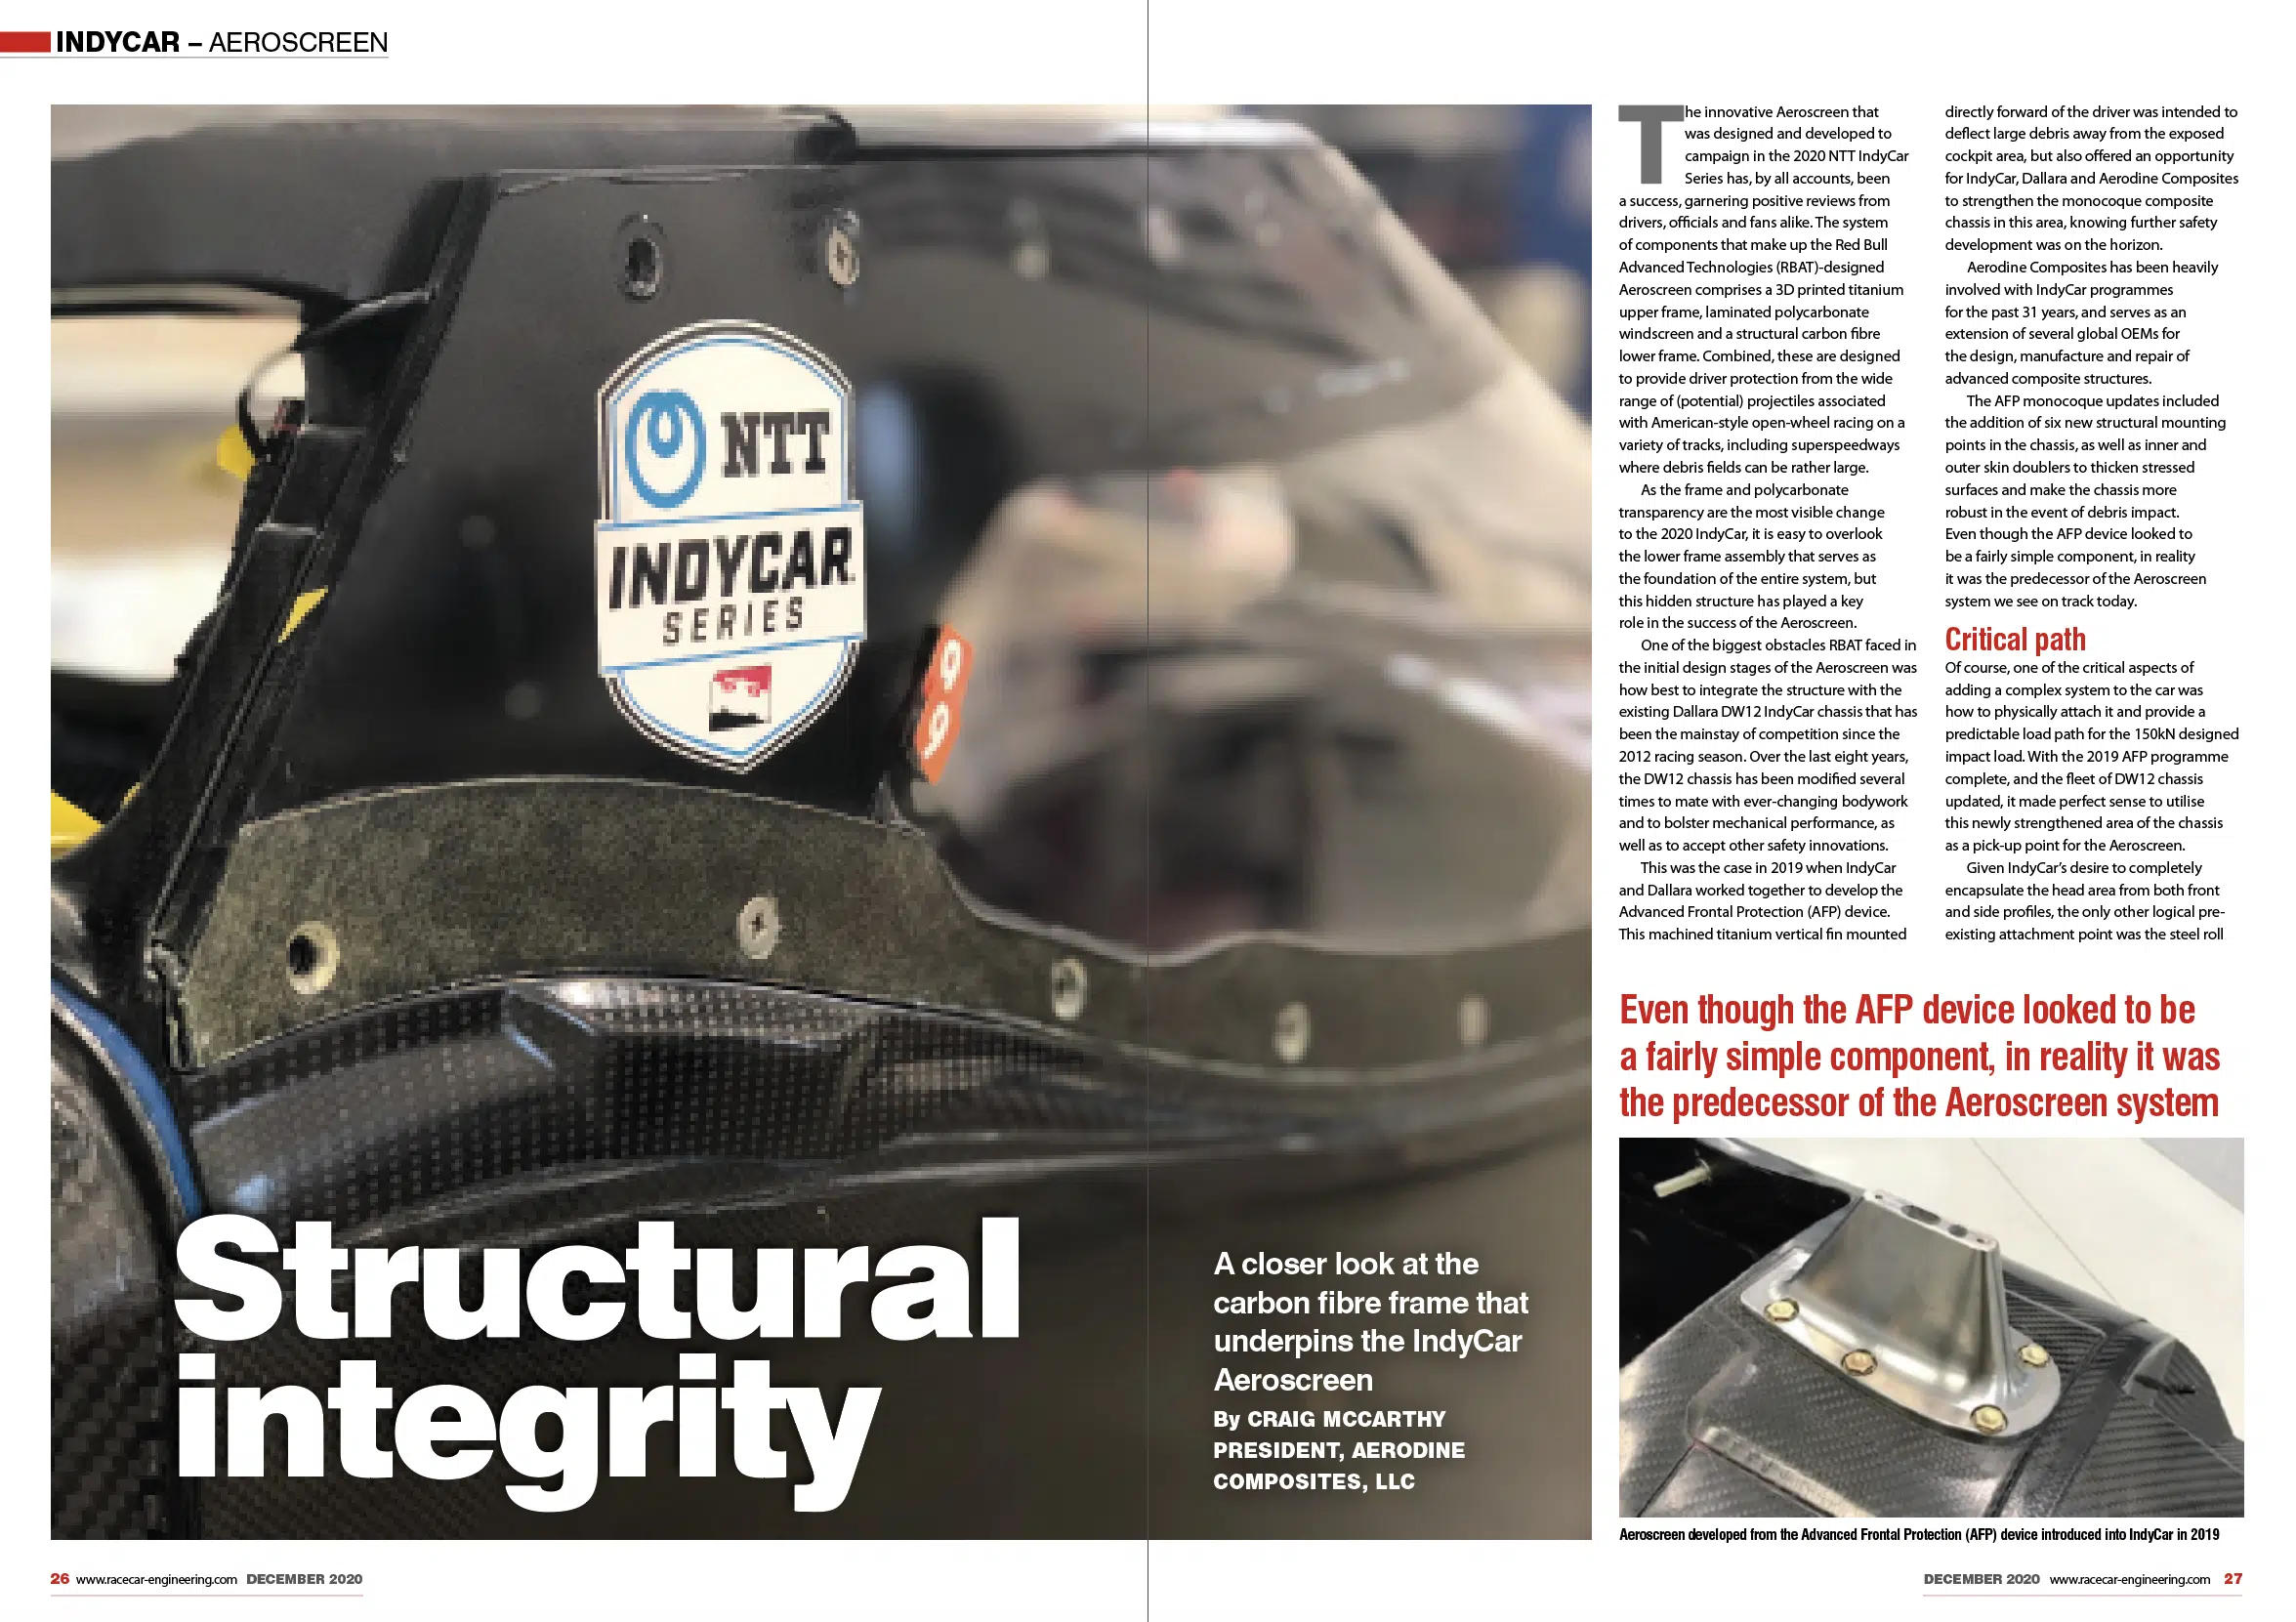 INDYCAR – AEROSCREEN
NTT
INDYCAR
SERIES
99
Structural
integrity
A closer look at the
carbon fibre frame that
underpins the IndyCar
Aeroscreen
By CRAIG MCCARTHY
PRESIDENT, AERODINE
COMPOSITES, LLC
The innovative Aeroscreen that
was designed and developed to
campaign in the 2020 NTT IndyCar
Series has, by all accounts, been
a success, garnering positive reviews from
drivers, officials and fans alike. The system
of components that make up the Red Bull
Advanced Technologies (RBAT)-designed
Aeroscreen comprises a 3D printed titanium
upper frame, laminated polycarbonate
windscreen and a structural carbon fibre
lower frame. Combined, these are designed
to provide driver protection from the wide
range of (potential) projectiles associated
with American-style open-wheel racing on a
variety of tracks, including superspeedways
where debris fields can be rather large.
As the frame and polycarbonate
transparency are the most visible change
to the 2020 IndyCar, it is easy to overlook
the lower frame assembly that serves as
the foundation of the entire system, but
this hidden structure has played a key
role in the success of the Aeroscreen.
One of the biggest obstacles RBAT faced in
the initial design stages of the Aeroscreen was
how best to integrate the structure with the
existing Dallara DW12 IndyCar chassis that has
been the mainstay of competition since the
2012 racing season. Over the last eight years,
the DW12 chassis has been modified several
times to mate with ever-changing bodywork
and to bolster mechanical performance, as
well as to accept other safety innovations.
This was the case in 2019 when IndyCar
and Dallara worked together to develop the
Advanced Frontal Protection (AFP) device.
This machined titanium vertical fin mounted
directly forward of the driver was intended to
deflect large debris away from the exposed
cockpit area, but also offered an opportunity
for IndyCar, Dallara and Aerodine Composites
to strengthen the monocoque composite
chassis in this area, knowing further safety
development was on the horizon.
Aerodine Composites has been heavily
involved with IndyCar programmes
for the past 31 years, and serves as an
extension of several global OEMs for
the design, manufacture and repair of
advanced composite structures.
The AFP monocoque updates included
the addition of six new structural mounting
points in the chassis, as well as inner and
outer skin doublers to thicken stressed
surfaces and make the chassis more
robust in the event of debris impact.
Even though the AFP device looked to
be a fairly simple component, in reality
it was the predecessor of the Aeroscreen
system we see on track today.
Critical path
Of course, one of the critical aspects of
adding a complex system to the car was
how to physically attach it and provide a
predictable load path for the 150kN designed
impact load. With the 2019 AFP programme
complete, and the fleet of DW12 chassis
updated, it made perfect sense to utilise
this newly strengthened area of the chassis
as a pick-up point for the Aeroscreen.
Given IndyCar's desire to completely
encapsulate the head area from both front
and side profiles, the only other logical pre-
existing attachment point was the steel roll
Even though the AFP device looked to be
a fairly simple component, in reality it was
the predecessor of the Aeroscreen system
Aeroscreen developed from the Advanced Frontal Protection (AFP) device introduced into IndyCar in 2019
26 www.racecar-engineering.com DECEMBER 2020
DECEMBER 2020 www.racecar-engineering.com 27